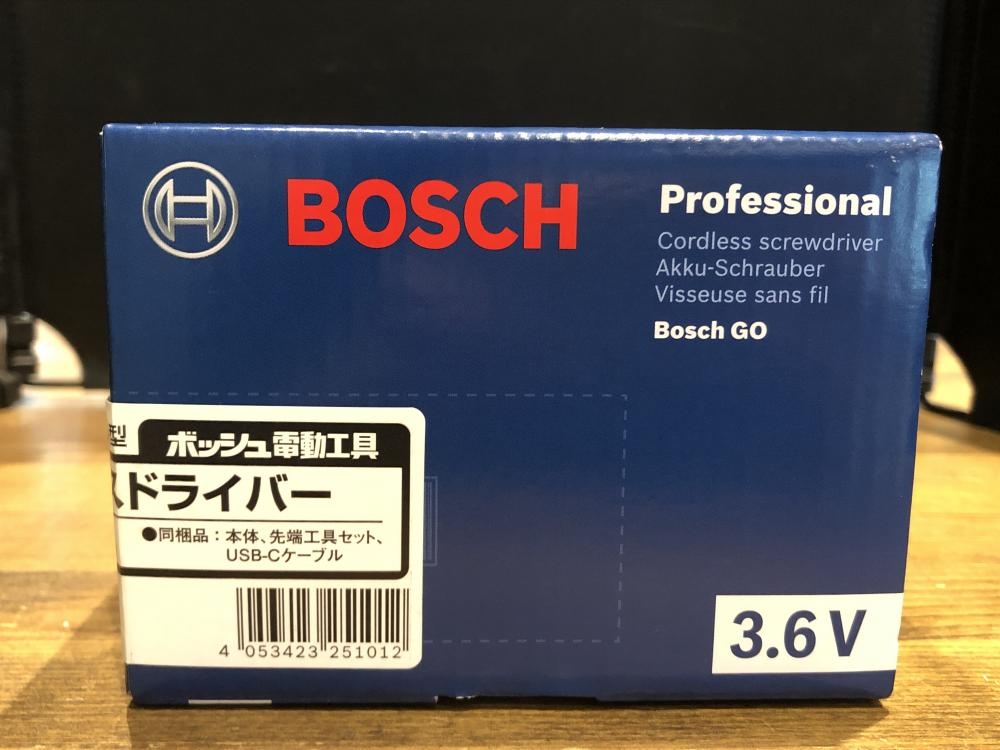 BOSCH
Professional
Cordless screwdriver
Akku-Schrauber
Visseuse sans fil
Bosch GO
型
ボッシュ電動工具
スドライバー
●同梱品：本体、先端工具セット、
USB-Cケーブル
4 053423 251012
3.6 V